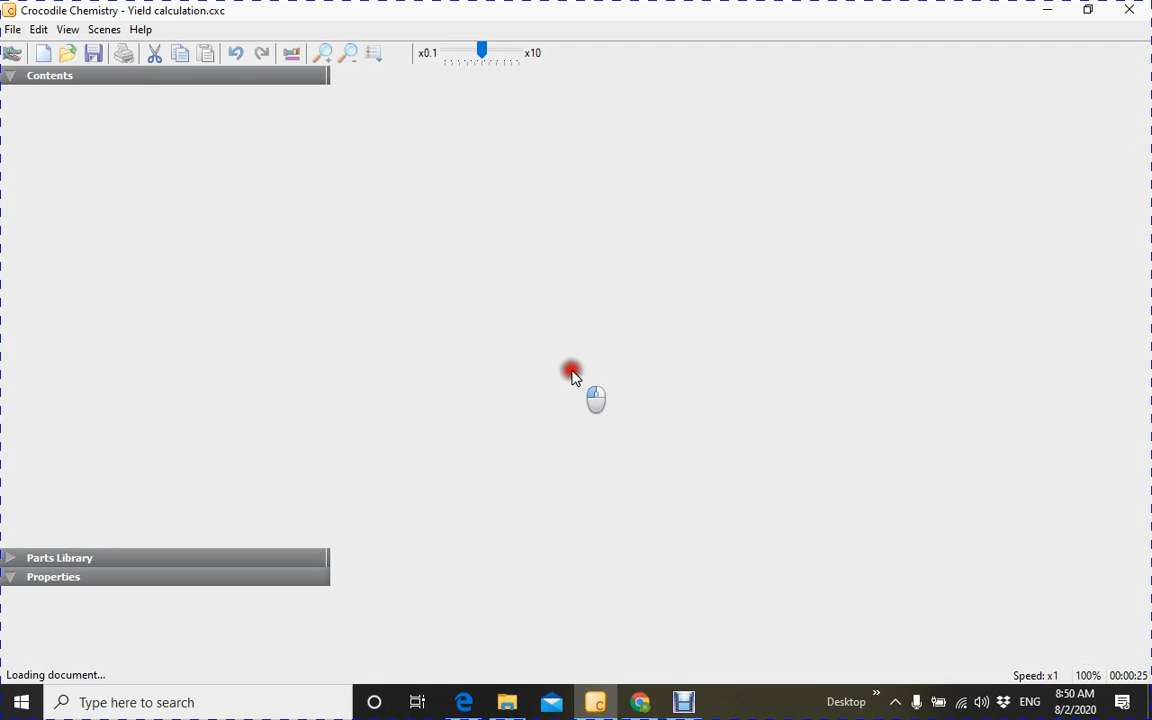 Crocodile Chemistry - Yield calculation.cxc
File Edit View Scenes Help
x0.1 x10
Contents
Parts Library
Properties
Loading document...
Speed: x1 100% 00:00:25
Type here to search
Desktop » ENG 8:50 AM
8/2/2020